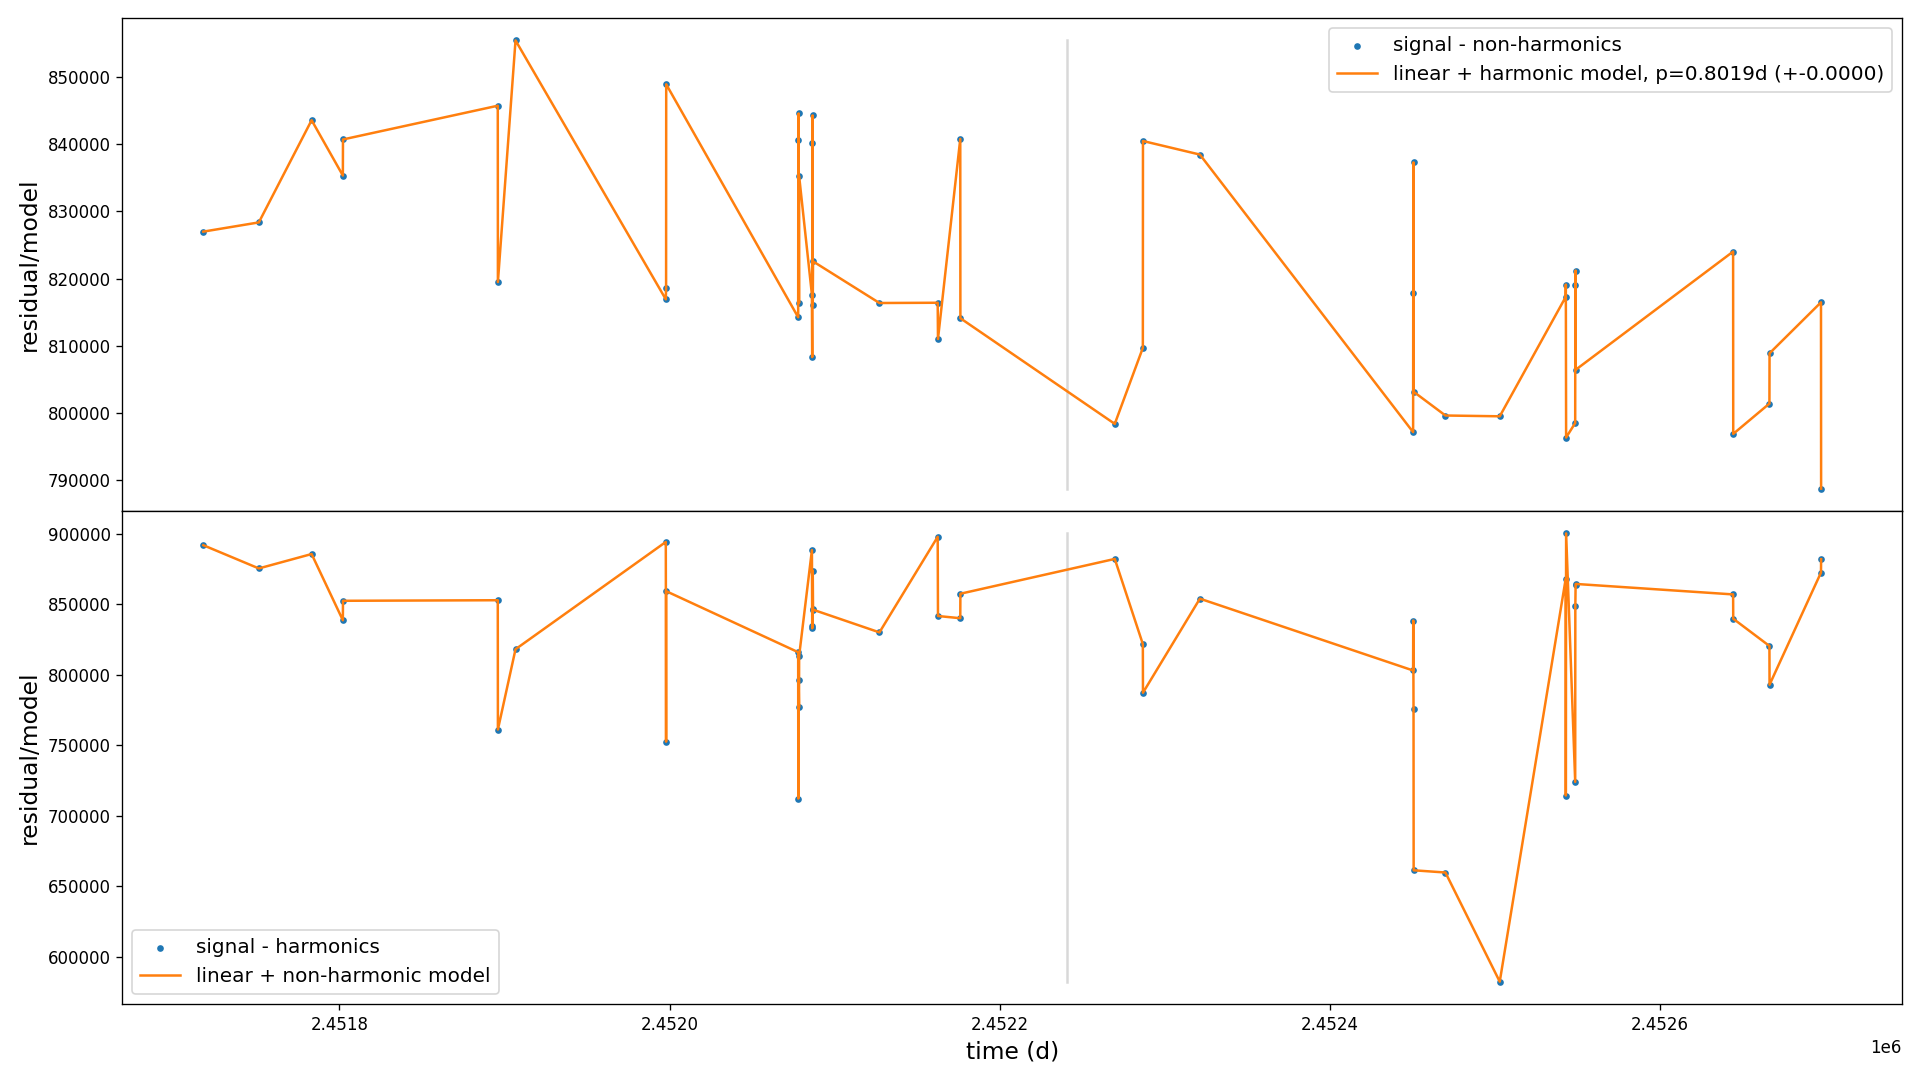 850000
840000
830000
820000
810000
800000
790000
residual/model
signal - non-harmonics
linear + harmonic model, p=0.8019d (+-0.0000)
900000
850000
800000
750000
700000
650000
600000
residual/model
signal - harmonics
linear + non-harmonic model
2.4518
2.4520
2.4522
2.4524
2.4526
time (d)
1e6